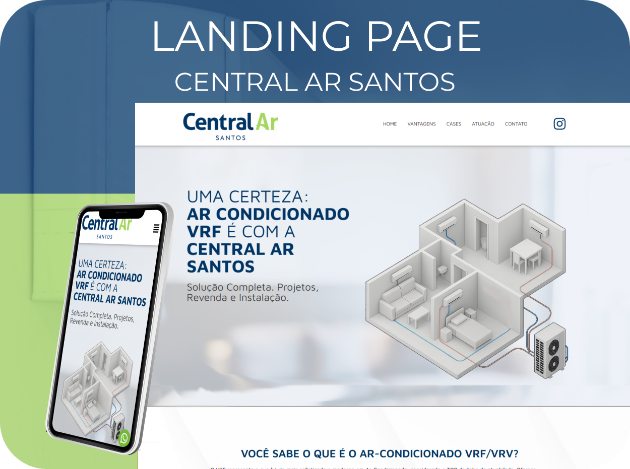 LANDING PAGE
CENTRAL AR SANTOS
Central Ar
SANTOS
HOME VANTAGENS CASES ATUAÇÃO CONTATO
UMA CERTEZA:
AR CONDICIONADO
VRF É COM A
CENTRAL AR
SANTOS
Solução Completa. Projetos,
Revenda e Instalação.
Central Ar
SANTOS
UMA CERTEZA:
AR CONDICIONADO
VRF É COM A
CENTRAL AR SANTOS
Solução Completa. Projetos,
Revenda e Instalação.
VOCÊ SABE O QUE É O AR-CONDICIONADO VRF/VRV?